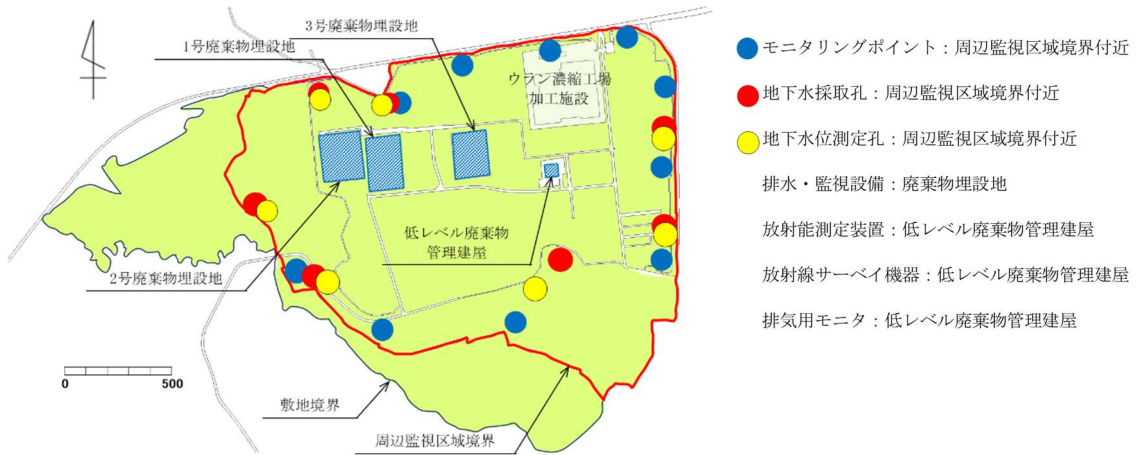 3号廃棄物埋設地
1号廃棄物埋設地
ウラン濃縮工場
加工施設
低レベル廃棄物
管理建屋
2号廃棄物埋設地
0
500
敷地境界
周辺監視区域境界
モニタリングポイント：周辺監視区域境界付近
地下水採取孔：周辺監視区域境界付近
地下水位測定孔：周辺監視区域境界付近
排水・監視設備：廃棄物埋設地
放射能測定装置：低レベル廃棄物管理建屋
放射線サーベイ機器：低レベル廃棄物管理建屋
排気用モニタ：低レベル廃棄物管理建屋